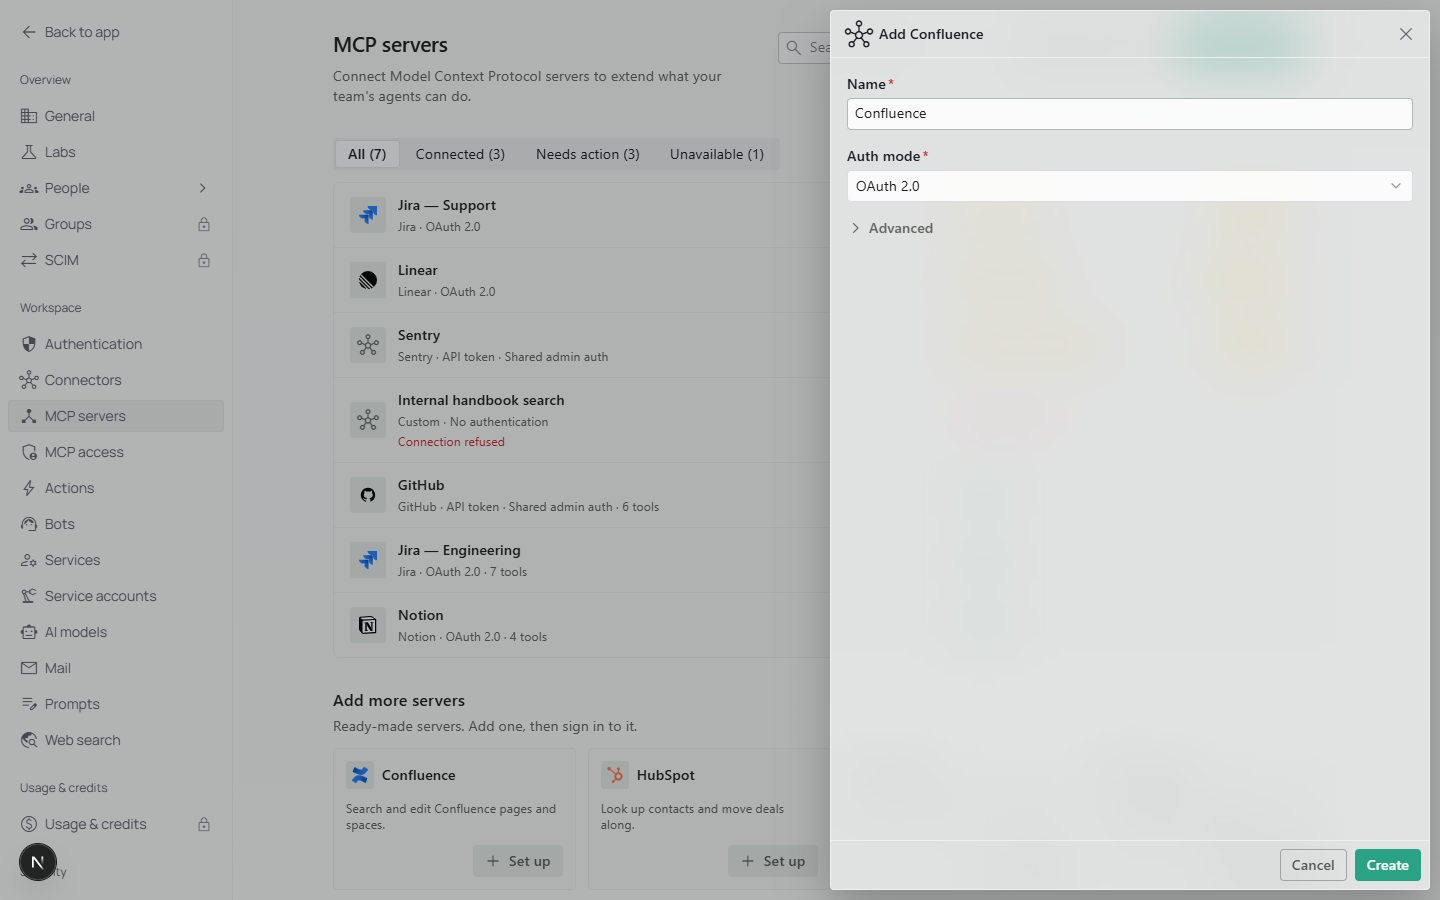 Back to app
Overview
General
Labs
People
Groups
SCIM
Workspace
Authentication
Connectors
MCP servers
MCP access
Actions
Bots
Services
Service accounts
AI models
Mail
Prompts
Web search
Usage & credits
Usage & credits
N
MCP servers
Connect Model Context Protocol servers to extend what your
team's agents can do.
All (7)
Connected (3)
Needs action (3)
Unavailable (1)
Jira — Support
Jira · OAuth 2.0
Linear
Linear · OAuth 2.0
Sentry
Sentry · API token · Shared admin auth
Internal handbook search
Custom · No authentication
Connection refused
GitHub
GitHub · API token · Shared admin auth · 6 tools
Jira — Engineering
Jira · OAuth 2.0 · 7 tools
Notion
Notion · OAuth 2.0 · 4 tools
Add more servers
Ready-made servers. Add one, then sign in to it.
Confluence
Search and edit Confluence pages and
spaces.
+ Set up
HubSpot
Look up contacts and move deals
along.
+ Set up
Add Confluence
Name*
Confluence
Auth mode*
OAuth 2.0
Advanced
Cancel
Create